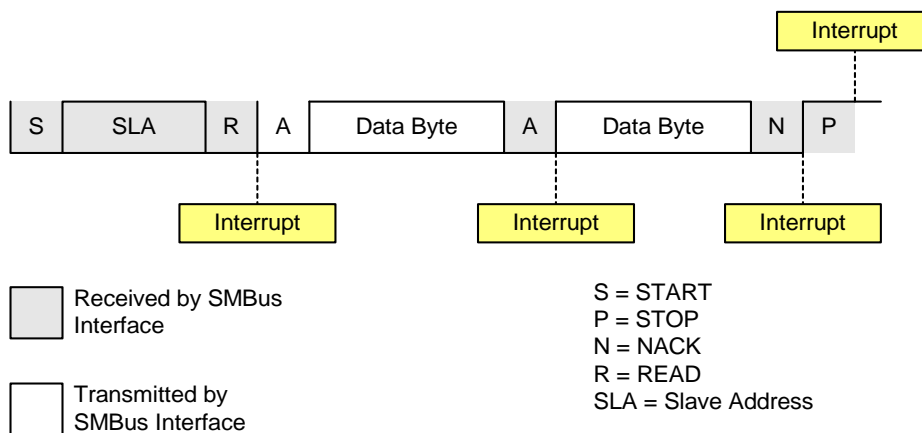 Interrupt
S SLA R A Data Byte A Data Byte N P
Interrupt Interrupt Interrupt
Received by SMBus
Interface
Transmitted by
SMBus Interface
S = START
P = STOP
N = NACK
R = READ
SLA = Slave Address